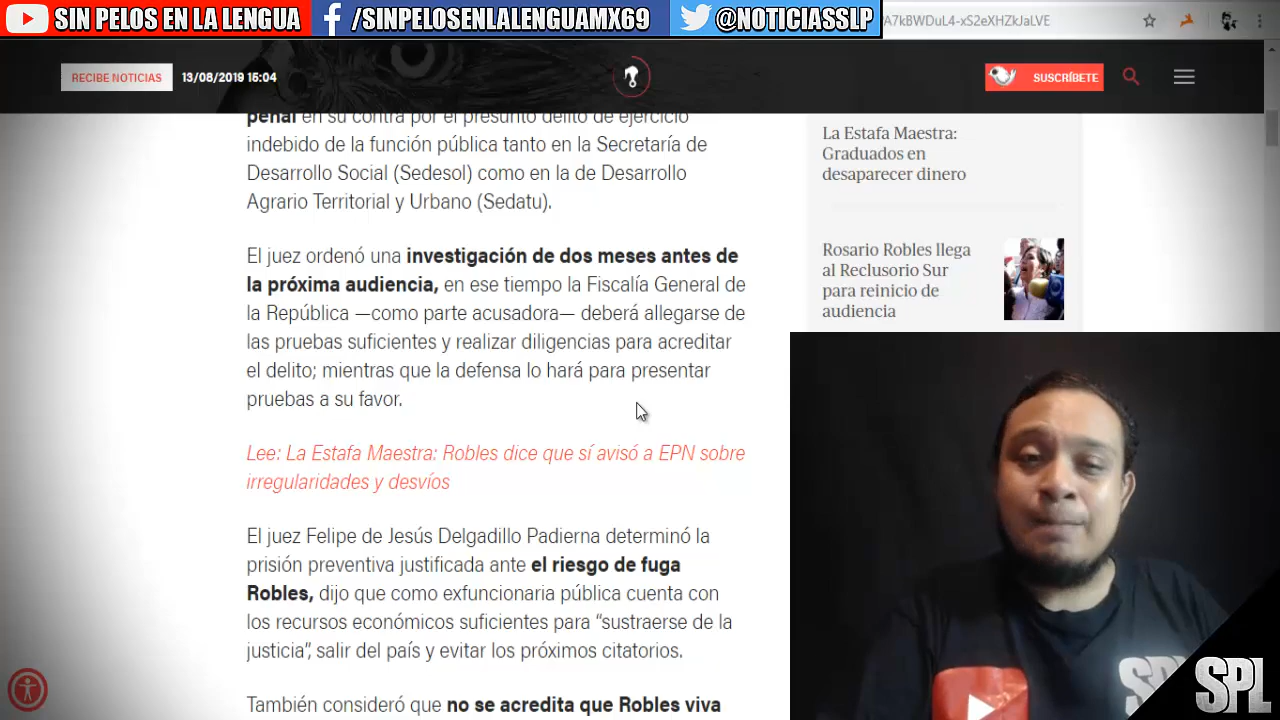 SIN PELOS EN LA LENGUA
/SINPELOSENLALENGUAMX69
@NOTICIASSLP
A7kBWDuL4-xS2eXHZkJaLVE
RECIBE NOTICIAS
13/08/2019 15:04
SUSCRÍBETE
penal en su contra por el presunto delito de ejercicio
indebido de la función pública tanto en la Secretaría de
Desarrollo Social (Sedesol) como en la de Desarrollo
Agrario Territorial y Urbano (Sedatu).
El juez ordenó una investigación de dos meses antes de
la próxima audiencia, en ese tiempo la Fiscalía General de
la República —como parte acusadora— deberá allegarse de
las pruebas suficientes y realizar diligencias para acreditar
el delito; mientras que la defensa lo hará para presentar
pruebas a su favor.
Lee: La Estafa Maestra: Robles dice que sí avisó a EPN sobre
irregularidades y desvíos
El juez Felipe de Jesús Delgadillo Padierna determinó la
prisión preventiva justificada ante el riesgo de fuga
Robles, dijo que como exfuncionaria pública cuenta con
los recursos económicos suficientes para “sustraerse de la
justicia”, salir del país y evitar los próximos citatorios.
También consideró que no se acredita que Robles viva
La Estafa Maestra:
Graduados en
desaparecer dinero
Rosario Robles llega
al Reclusorio Sur
para reinicio de
audiencia
SPL
SPL